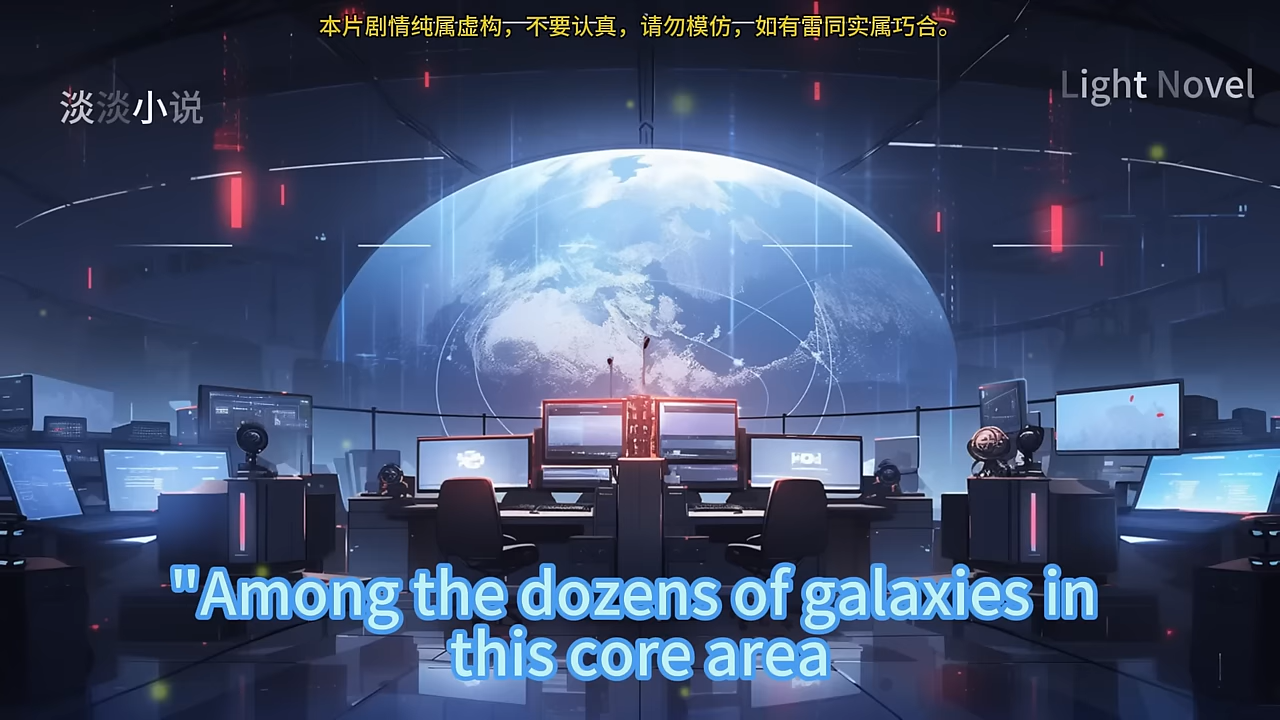 本片剧情纯属虚构，不要认真，请勿模仿，如有雷同实属巧合。
淡淡小说
Light Novel
"Among the dozens of galaxies in
this core area